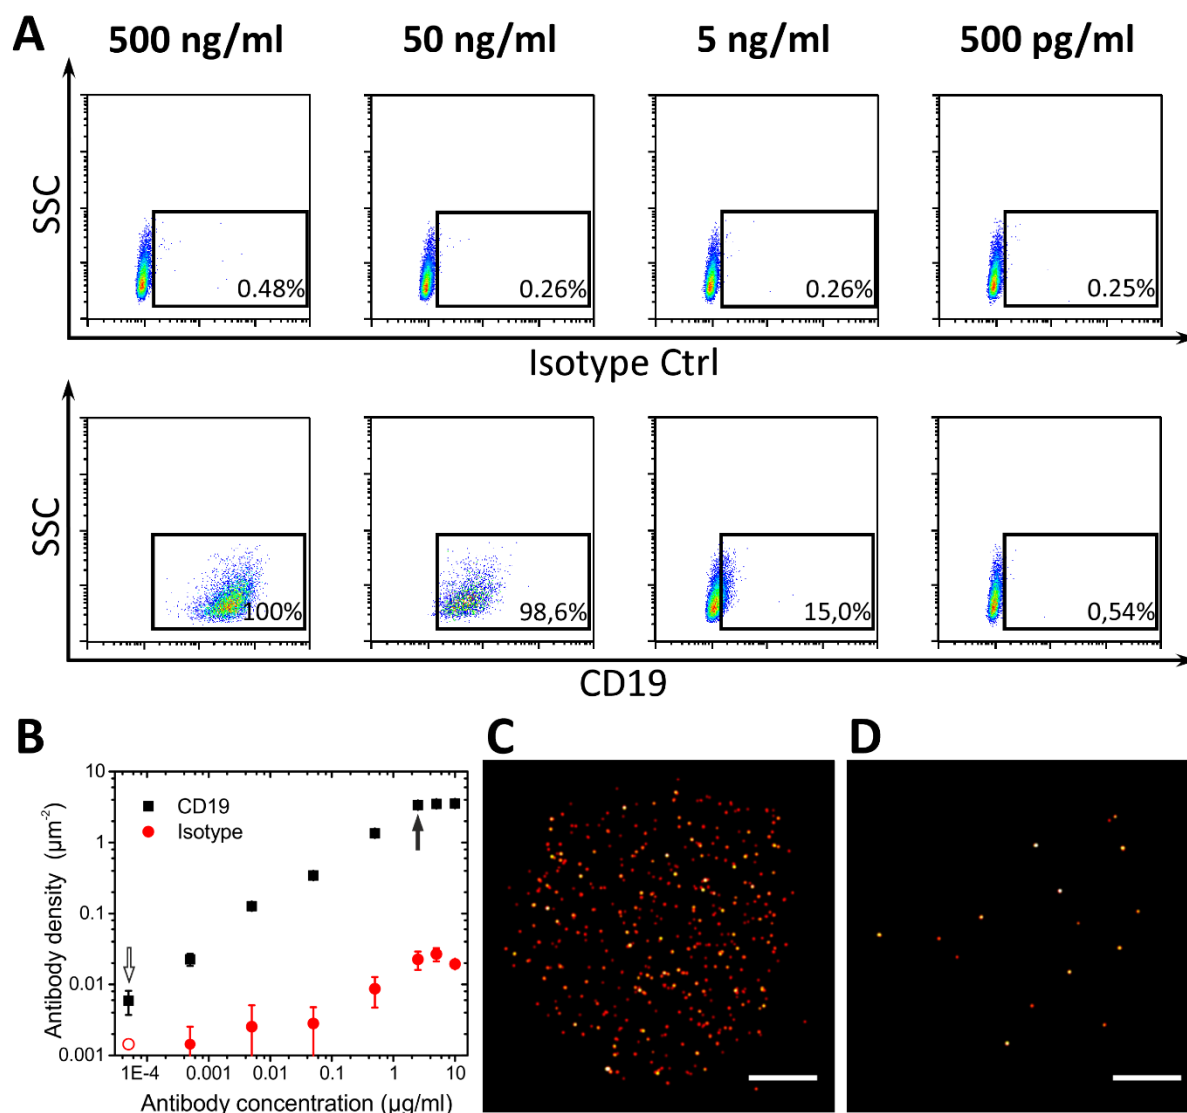 A
500 ng/ml 50 ng/ml 5 ng/ml 500 pg/ml
SSC
0.48% 0.26% 0.26% 0.25%
Isotype Ctrl
SSC
100% 98,6% 15,0% 0,54%
CD19
B
Antibody density (µm⁻²)
10
1
0.1
0.01
0.001
CD19
Isotype
1E-4 0.001 0.01 0.1 1 10
Antibody concentration (µg/ml)
C
D